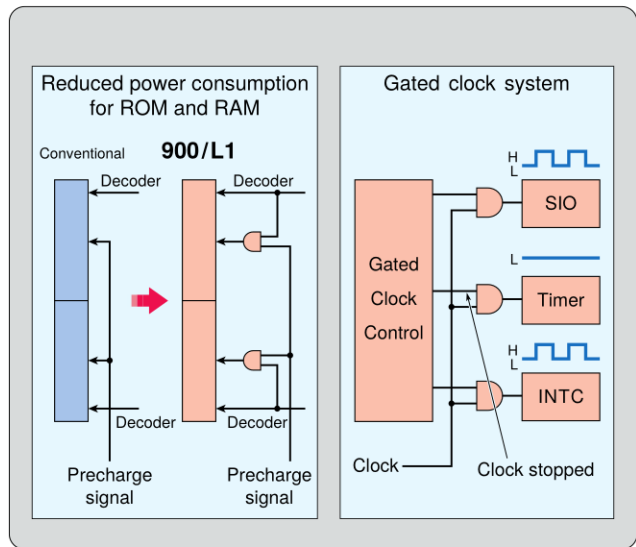 Reduced power consumption
for ROM and RAM
Conventional
900/L1
Decoder
Decoder
Decoder
Decoder
Precharge
signal
Precharge
signal
Gated clock system
H
L
SIO
Gated
Clock
Control
L
Timer
H
L
INTC
Clock
Clock stopped